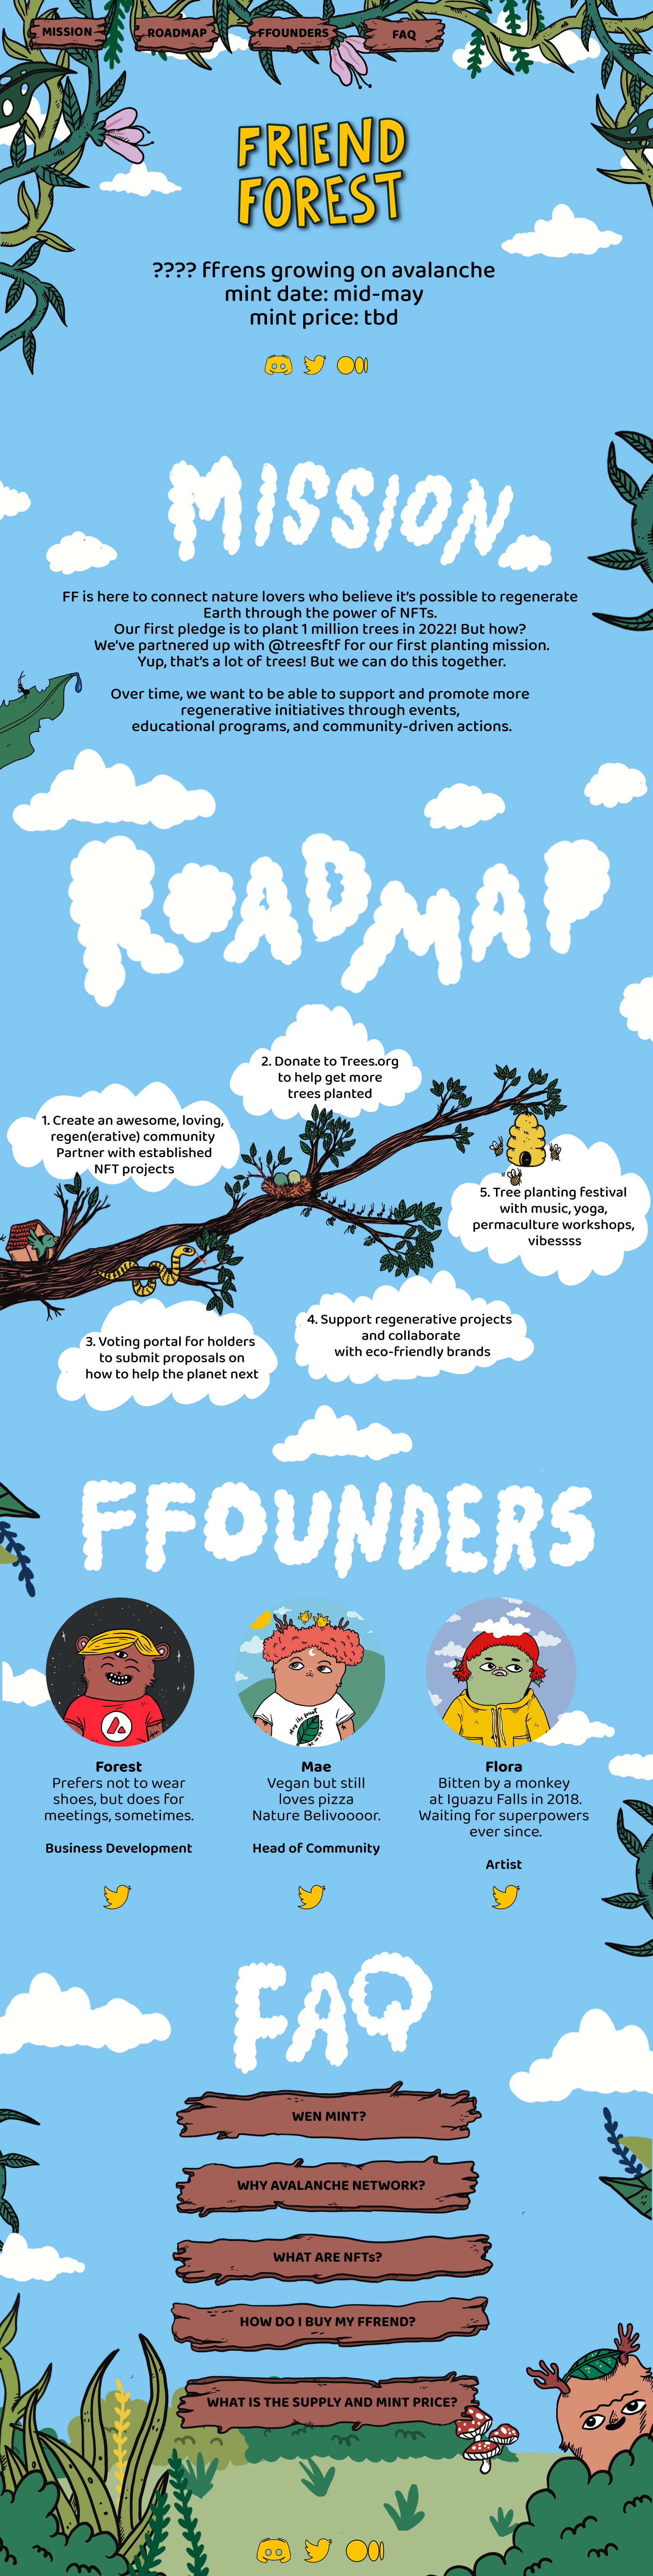 MISSION
ROADMAP
FFOUNDERS
FAQ
FRIEND
FOREST
???? ffrens growing on avalanche
mint date: mid-may
mint price: tbd
MISSION
FF is here to connect nature lovers who believe it's possible to regenerate
Earth through the power of NFTs.
Our first pledge is to plant 1 million trees in 2022! But how?
We've partnered up with @treesftf for our first planting mission.
Yup, that's a lot of trees! But we can do this together.
Over time, we want to be able to support and promote more
regenerative initiatives through events,
educational programs, and community-driven actions.
ROADMAP
1. Create an awesome, loving,
regen(erative) community
Partner with established
NFT projects
2. Donate to Trees.org
to help get more
trees planted
3. Voting portal for holders
to submit proposals on
how to help the planet next
4. Support regenerative projects
and collaborate
with eco-friendly brands
5. Tree planting festival
with music, yoga,
permaculture workshops,
vibessss
FFOUNDERS
Forest
Prefers not to wear
shoes, but does for
meetings, sometimes.
Business Development
Mae
Vegan but still
loves pizza
Nature Belivoooor.
Head of Community
Flora
Bitten by a monkey
at Iguazu Falls in 2018.
Waiting for superpowers
ever since.
Artist
FAQ
WEN MINT?
WHY AVALANCHE NETWORK?
WHAT ARE NFTs?
HOW DO I BUY MY FFREND?
WHAT IS THE SUPPLY AND MINT PRICE?